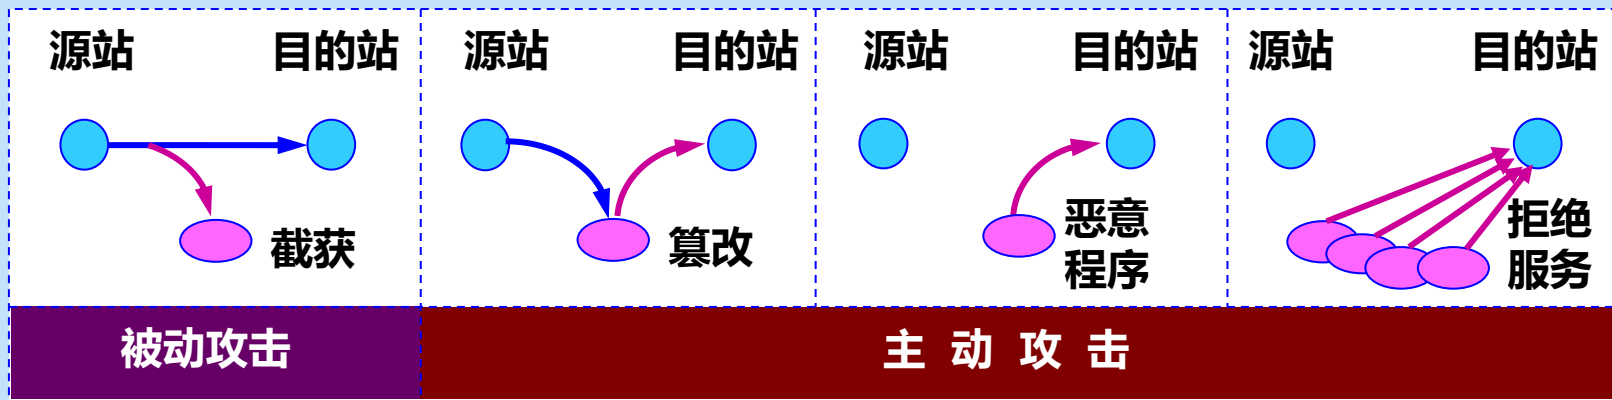 源站 目的站
截获
源站 目的站
篡改
源站 目的站
恶意
程序
源站 目的站
拒绝
服务
被动攻击
主 动 攻 击